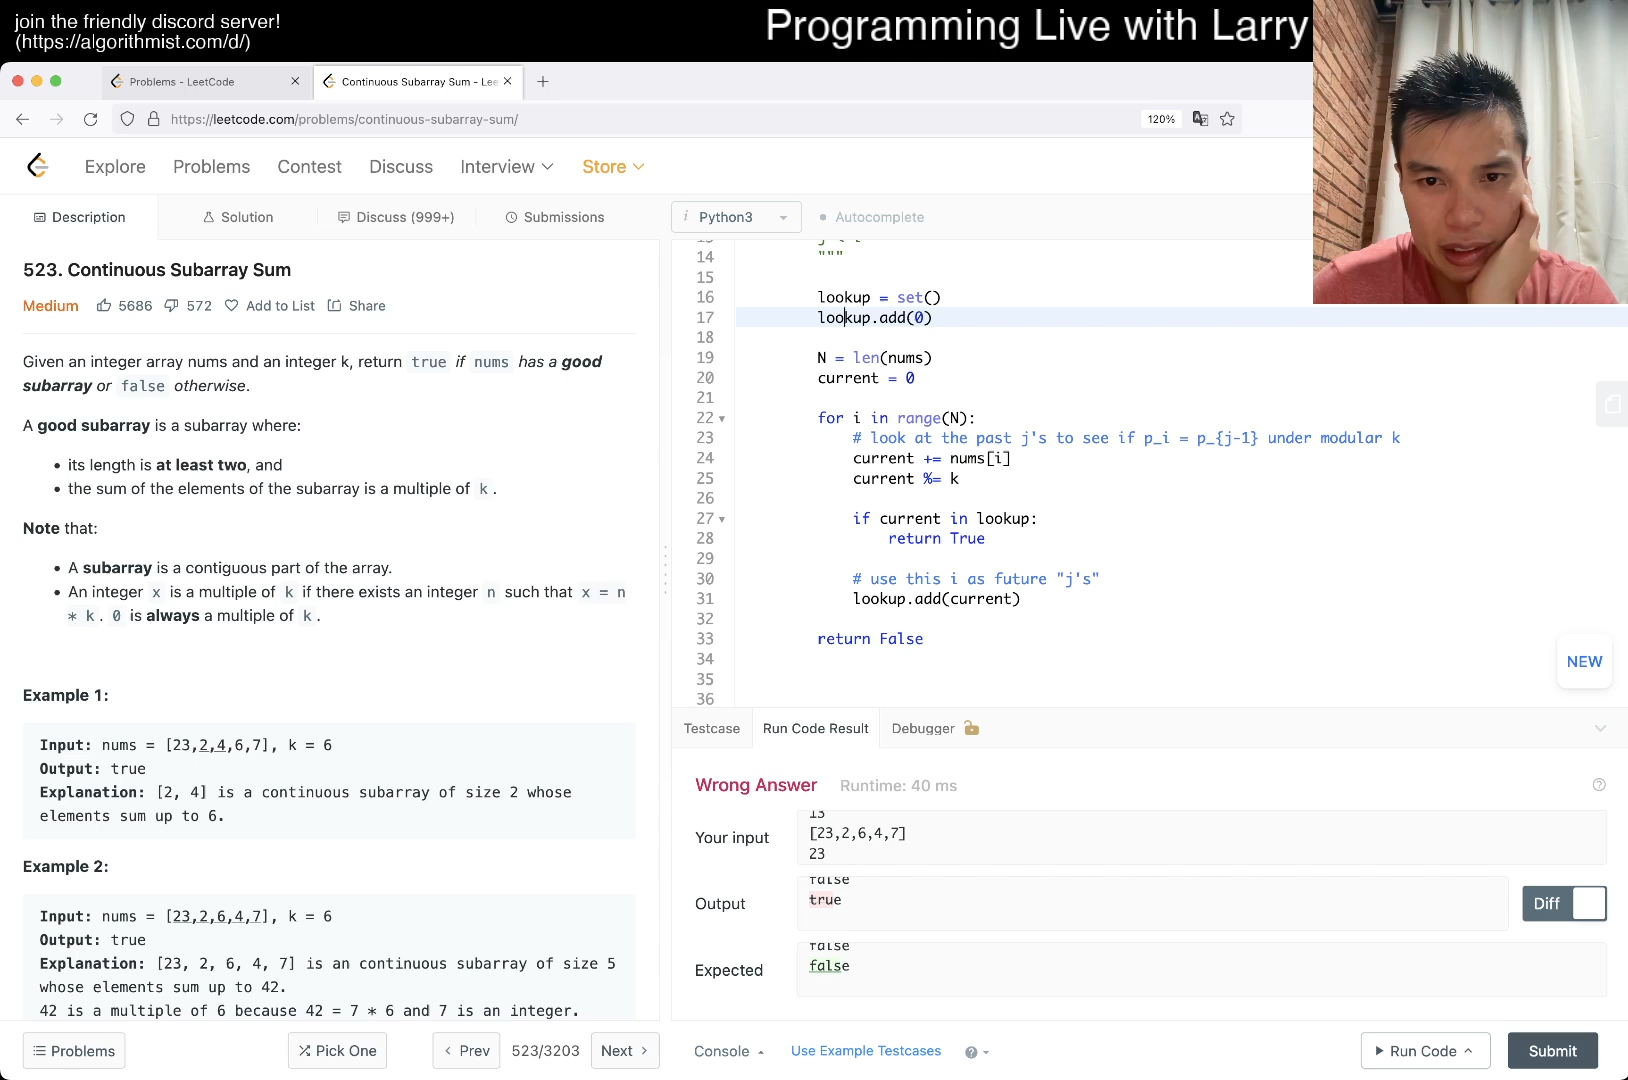 join the friendly discord server!
(https://algorithmist.com/d/)
Programming Live with Larry
Problems - LeetCode
Continuous Subarray Sum - Lee
https://leetcode.com/problems/continuous-subarray-sum/
120%
Explore Problems Contest Discuss Interview Store
Description Solution Discuss (999+) Submissions
i Python3 Autocomplete
523. Continuous Subarray Sum
Medium 5686 572 Add to List Share
Given an integer array nums and an integer k, return true if nums has a good
subarray or false otherwise.
A good subarray is a subarray where:
• its length is at least two, and
• the sum of the elements of the subarray is a multiple of k.
Note that:
• A subarray is a contiguous part of the array.
• An integer x is a multiple of k if there exists an integer n such that x = n
* k. 0 is always a multiple of k.
Example 1:
Input: nums = [23,2,4,6,7], k = 6
Output: true
Explanation: [2, 4] is a continuous subarray of size 2 whose
elements sum up to 6.
Example 2:
Input: nums = [23,2,6,4,7], k = 6
Output: true
Explanation: [23, 2, 6, 4, 7] is an continuous subarray of size 5
whose elements sum up to 42.
42 is a multiple of 6 because 42 = 7 * 6 and 7 is an integer.
14 """
15
16 lookup = set()
17 lookup.add(0)
18
19 N = len(nums)
20 current = 0
21
22 for i in range(N):
23 # look at the past j's to see if p_i = p_{j-1} under modular k
24 current += nums[i]
25 current %= k
26
27 if current in lookup:
28 return True
29
30 # use this i as future "j's"
31 lookup.add(current)
32
33 return False
34
35
36
NEW
Testcase Run Code Result Debugger
Wrong Answer Runtime: 40 ms
Your input
13
[23,2,6,4,7]
23
Output
false
true
Diff
Expected
false
false
Problems Pick One Prev 523/3203 Next
Console Use Example Testcases Run Code Submit